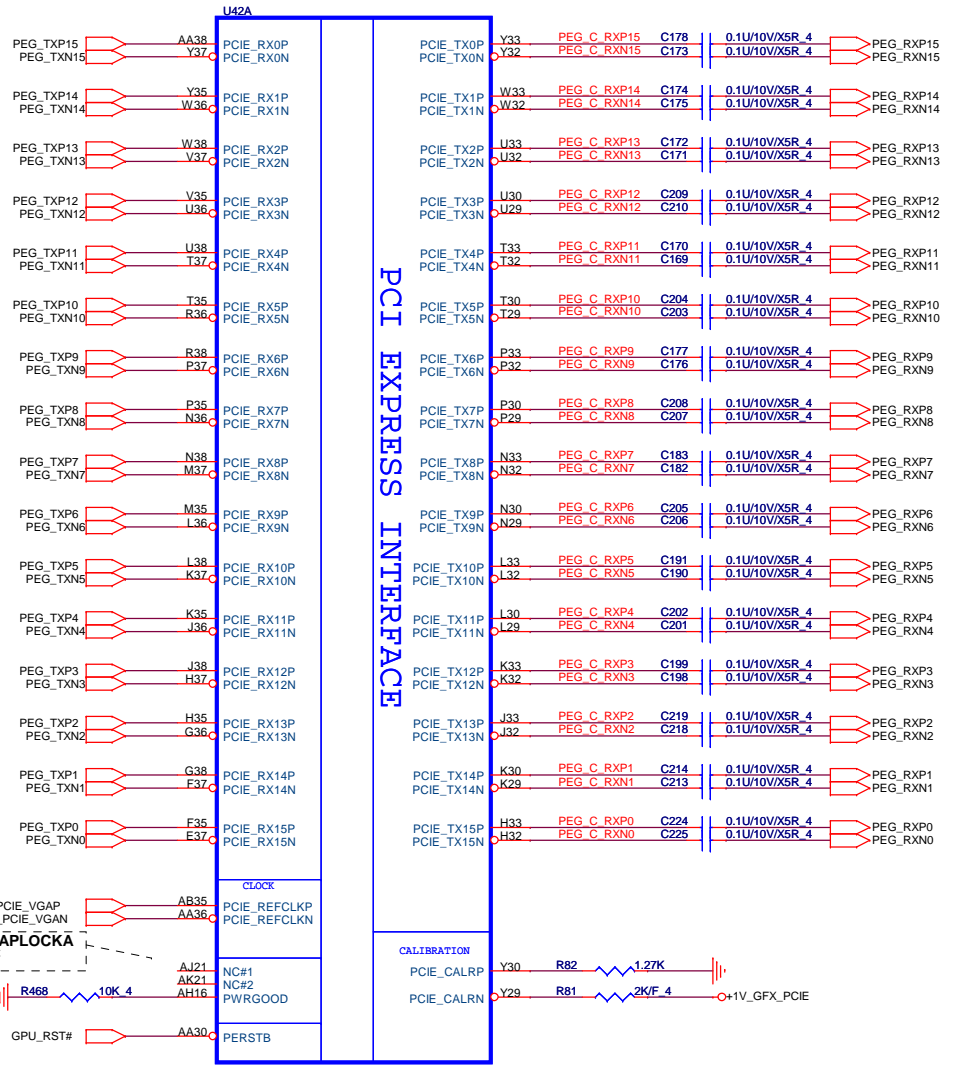 U42A
PEG_TXP15 AA38 PCIE_RX0P PCIE_TX0P Y33 PEG_C_RXP15 C178 0.1U/10V/X5R_4 PEG_RXP15
PEG_TXN15 Y37 PCIE_RX0N PCIE_TX0N Y32 PEG_C_RXN15 C173 0.1U/10V/X5R_4 PEG_RXN15
PEG_TXP14 Y35 PCIE_RX1P PCIE_TX1P W33 PEG_C_RXP14 C174 0.1U/10V/X5R_4 PEG_RXP14
PEG_TXN14 W36 PCIE_RX1N PCIE_TX1N W32 PEG_C_RXN14 C175 0.1U/10V/X5R_4 PEG_RXN14
PEG_TXP13 W38 PCIE_RX2P PCIE_TX2P U33 PEG_C_RXP13 C172 0.1U/10V/X5R_4 PEG_RXP13
PEG_TXN13 V37 PCIE_RX2N PCIE_TX2N U32 PEG_C_RXN13 C171 0.1U/10V/X5R_4 PEG_RXN13
PEG_TXP12 V35 PCIE_RX3P PCIE_TX3P U30 PEG_C_RXP12 C209 0.1U/10V/X5R_4 PEG_RXP12
PEG_TXN12 U36 PCIE_RX3N PCIE_TX3N U29 PEG_C_RXN12 C210 0.1U/10V/X5R_4 PEG_RXN12
PEG_TXP11 U38 PCIE_RX4P PCIE_TX4P T33 PEG_C_RXP11 C170 0.1U/10V/X5R_4 PEG_RXP11
PEG_TXN11 T37 PCIE_RX4N PCIE_TX4N T32 PEG_C_RXN11 C169 0.1U/10V/X5R_4 PEG_RXN11
PEG_TXP10 T35 PCIE_RX5P PCIE_TX5P T30 PEG_C_RXP10 C204 0.1U/10V/X5R_4 PEG_RXP10
PEG_TXN10 R36 PCIE_RX5N PCIE_TX5N T29 PEG_C_RXN10 C203 0.1U/10V/X5R_4 PEG_RXN10
PEG_TXP9 R38 PCIE_RX6P PCIE_TX6P P33 PEG_C_RXP9 C177 0.1U/10V/X5R_4 PEG_RXP9
PEG_TXN9 P37 PCIE_RX6N PCIE_TX6N P32 PEG_C_RXN9 C176 0.1U/10V/X5R_4 PEG_RXN9
PEG_TXP8 P35 PCIE_RX7P PCIE_TX7P P30 PEG_C_RXP8 C208 0.1U/10V/X5R_4 PEG_RXP8
PEG_TXN8 N36 PCIE_RX7N PCIE_TX7N P29 PEG_C_RXN8 C207 0.1U/10V/X5R_4 PEG_RXN8
PEG_TXP7 N38 PCIE_RX8P PCIE_TX8P N33 PEG_C_RXP7 C183 0.1U/10V/X5R_4 PEG_RXP7
PEG_TXN7 M37 PCIE_RX8N PCIE_TX8N N32 PEG_C_RXN7 C182 0.1U/10V/X5R_4 PEG_RXN7
PEG_TXP6 M35 PCIE_RX9P PCIE_TX9P N30 PEG_C_RXP6 C205 0.1U/10V/X5R_4 PEG_RXP6
PEG_TXN6 L36 PCIE_RX9N PCIE_TX9N N29 PEG_C_RXN6 C206 0.1U/10V/X5R_4 PEG_RXN6
PEG_TXP5 L38 PCIE_RX10P PCIE_TX10P L33 PEG_C_RXP5 C191 0.1U/10V/X5R_4 PEG_RXP5
PEG_TXN5 K37 PCIE_RX10N PCIE_TX10N L32 PEG_C_RXN5 C190 0.1U/10V/X5R_4 PEG_RXN5
PEG_TXP4 K35 PCIE_RX11P PCIE_TX11P L30 PEG_C_RXP4 C202 0.1U/10V/X5R_4 PEG_RXP4
PEG_TXN4 J36 PCIE_RX11N PCIE_TX11N L29 PEG_C_RXN4 C201 0.1U/10V/X5R_4 PEG_RXN4
PEG_TXP3 J38 PCIE_RX12P PCIE_TX12P K33 PEG_C_RXP3 C199 0.1U/10V/X5R_4 PEG_RXP3
PEG_TXN3 H37 PCIE_RX12N PCIE_TX12N K32 PEG_C_RXN3 C198 0.1U/10V/X5R_4 PEG_RXN3
PEG_TXP2 H35 PCIE_RX13P PCIE_TX13P J33 PEG_C_RXP2 C219 0.1U/10V/X5R_4 PEG_RXP2
PEG_TXN2 G36 PCIE_RX13N PCIE_TX13N J32 PEG_C_RXN2 C218 0.1U/10V/X5R_4 PEG_RXN2
PEG_TXP1 G38 PCIE_RX14P PCIE_TX14P K30 PEG_C_RXP1 C214 0.1U/10V/X5R_4 PEG_RXP1
PEG_TXN1 F37 PCIE_RX14N PCIE_TX14N K29 PEG_C_RXN1 C213 0.1U/10V/X5R_4 PEG_RXN1
PEG_TXP0 F35 PCIE_RX15P PCIE_TX15P H33 PEG_C_RXP0 C224 0.1U/10V/X5R_4 PEG_RXP0
PEG_TXN0 E37 PCIE_RX15N PCIE_TX15N H32 PEG_C_RXN0 C225 0.1U/10V/X5R_4 PEG_RXN0
PCI EXPRESS INTERFACE
CLOCK
PCIE_VGAP AB35 PCIE_REFCLKP
_PCIE_VGAN AA36 PCIE_REFCLKN
APLOCKA
CALIBRATION
AJ21 NC#1 PCIE_CALRP Y30 R82 1.27K
AK21 NC#2
R468 10K_4 AH16 PWRGOOD PCIE_CALRN Y29 R81 2K/F_4 +1V_GFX_PCIE
GPU_RST# AA30 PERSTB